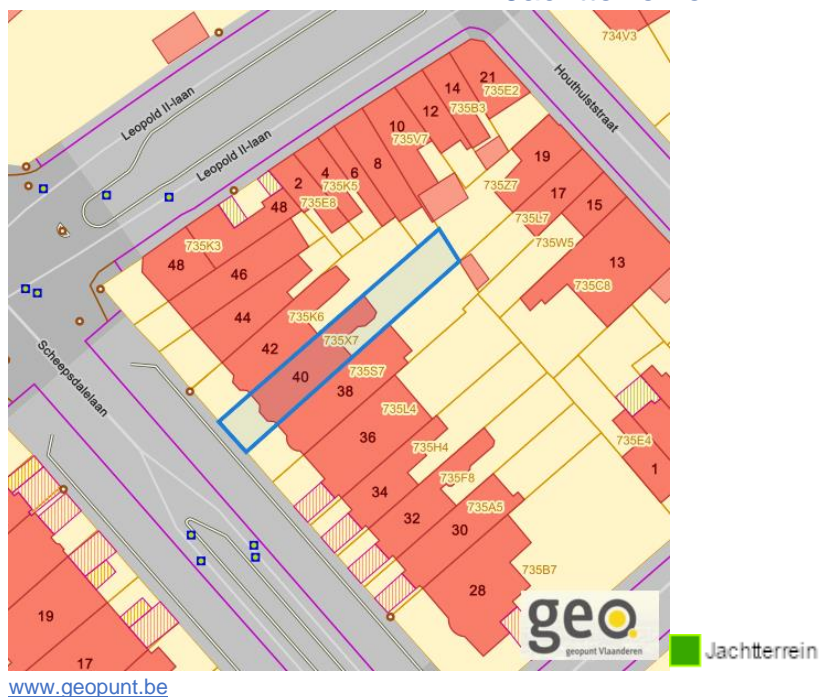 734V3
Leopold II-laan
Leopold II-laan
Houthulststraat
21
14
735E2
12
735B3
10
735V7
8
6
4
735K5
2
735E8
48
19
735Z7
17
735L7
15
735W5
13
735C8
735K3
48
46
44
735K6
42
735X7
40
735S7
38
735L4
36
735H4
34
735F8
32
735A5
30
28
735B7
735E4
1
Scheepsdalelaan
19
17
geo
geopunt Vlaanderen
Jachtterrein
www.geopunt.be